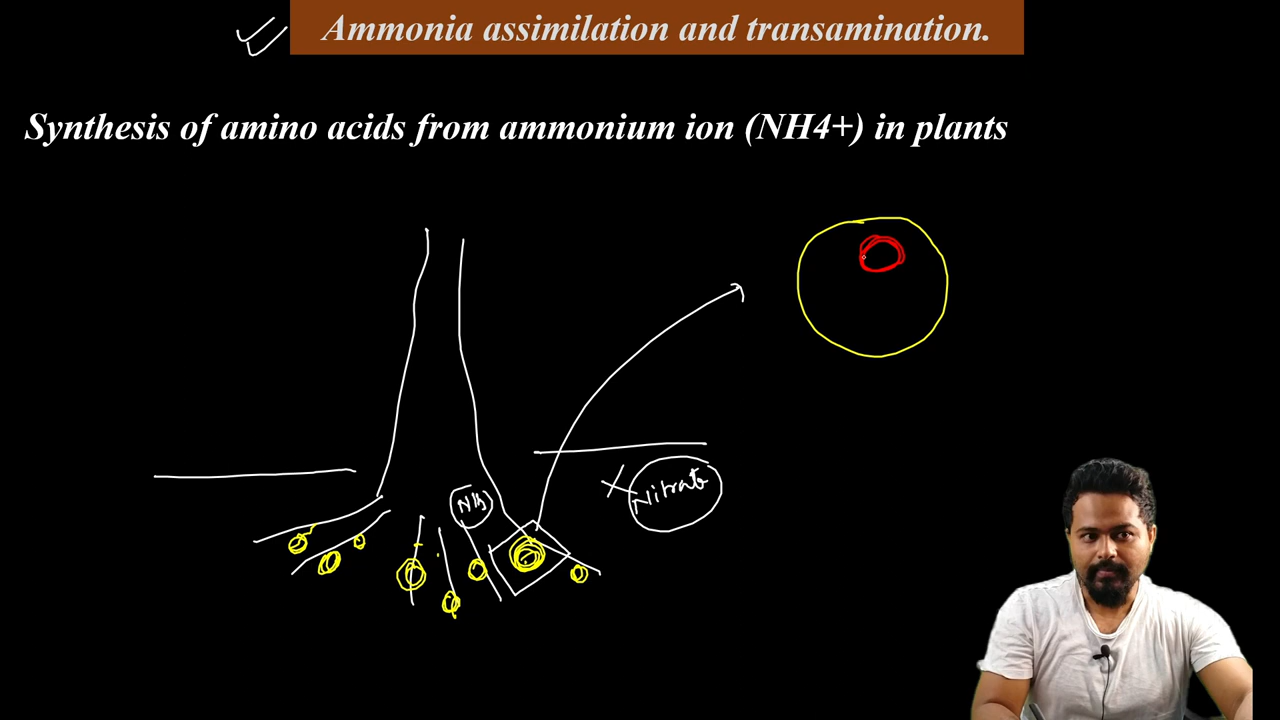 Ammonia assimilation and transamination.
Synthesis of amino acids from ammonium ion (NH4+) in plants
NH3
Nitrate